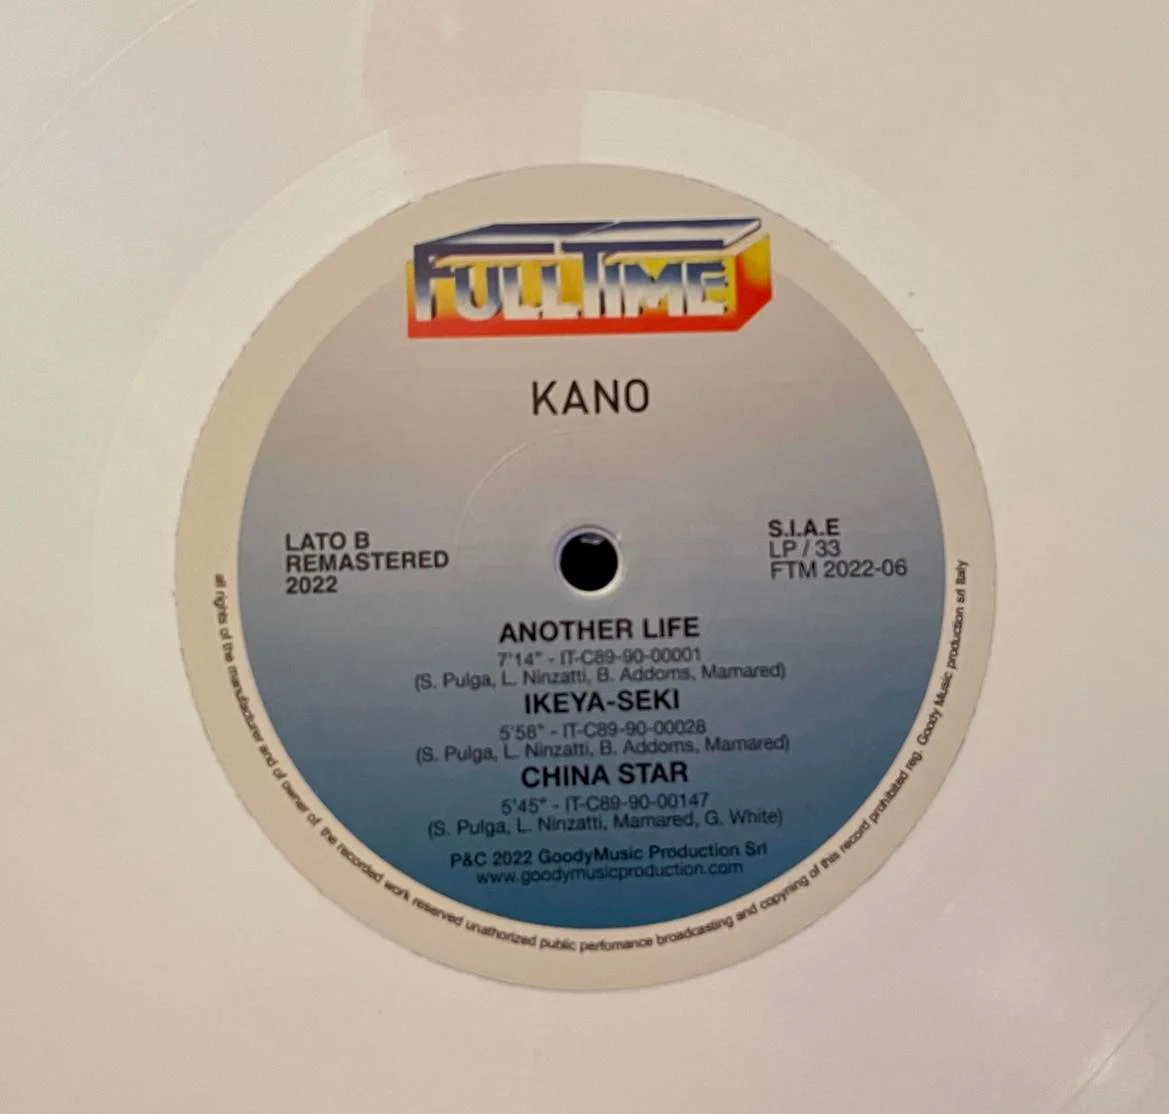 FULLTIME
KANO
LATO B
REMASTERED
2022
S.I.A.E
LP / 33
FTM 2022-06
ANOTHER LIFE
7'14" - IT-C89-90-00001
(S. Pulga, L. Ninzatti, B. Addoms, Mamared)
IKEYA-SEKI
5'58" - IT-C89-90-00028
(S. Pulga, L. Ninzatti, B. Addoms, Mamared)
CHINA STAR
5'45" - IT-C89-90-00147
(S. Pulga, L. Ninzatti, Mamared, G. White)
P&C 2022 GoodyMusic Production Srl
www.goodymusicproduction.com
all rights of the manufacturer and of owner of the recorded work reserved unathorized public perfomance broadcasting and copyning of this record prohibited reg. Goody Music production srl Italy